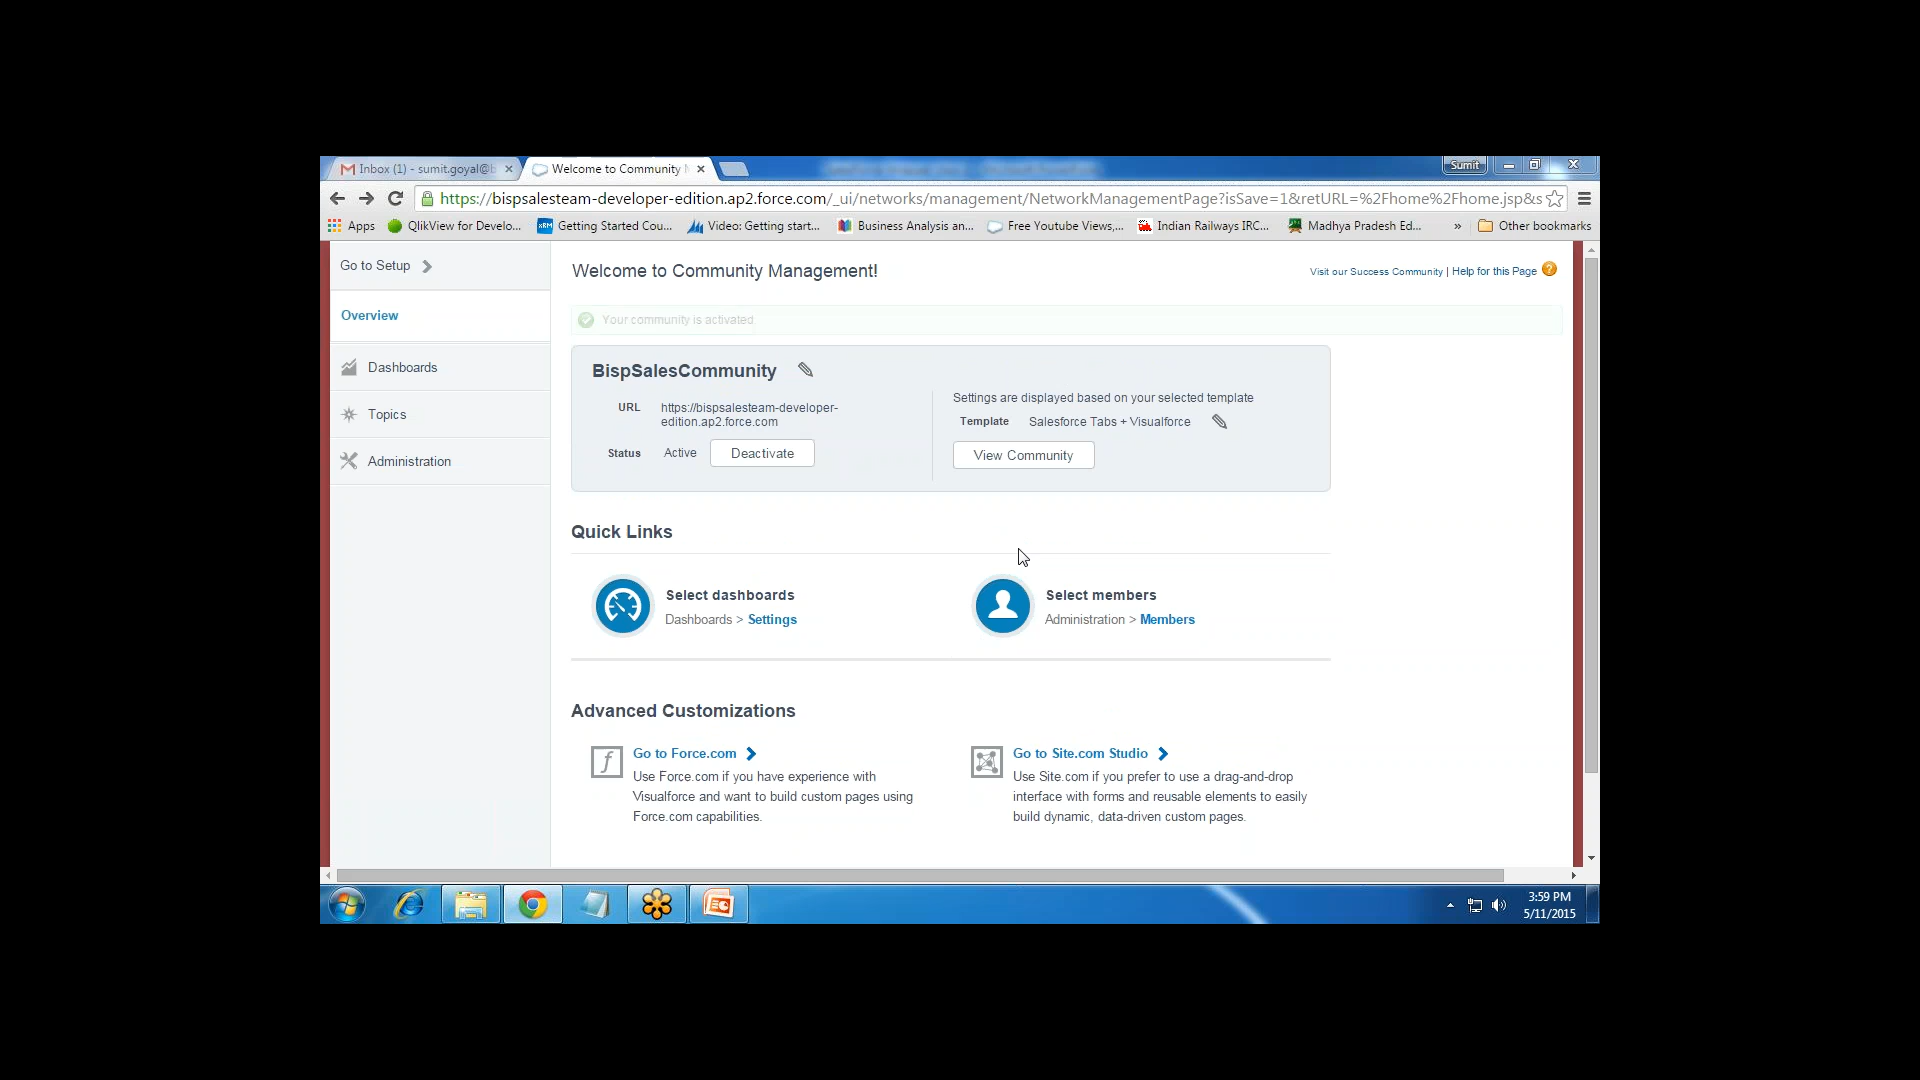 Inbox (1) - sumit.goyal@b
Welcome to Community
Sumit
https://bispsalesteam-developer-edition.ap2.force.com/_ui/networks/management/NetworkManagementPage?isSave=1&retURL=%2Fhome%2Fhome.jsp&s
Apps
QlikView for Develo...
Getting Started Cou...
Video: Getting start...
Business Analysis an...
Free Youtube Views,...
Indian Railways IRC...
Madhya Pradesh Ed...
»
Other bookmarks
Go to Setup
Welcome to Community Management!
Visit our Success Community | Help for this Page
Overview
Your community is activated
Dashboards
Topics
Administration
BispSalesCommunity
URL https://bispsalesteam-developer-
edition.ap2.force.com
Status Active Deactivate
Settings are displayed based on your selected template
Template Salesforce Tabs + Visualforce
View Community
Quick Links
Select dashboards
Dashboards > Settings
Select members
Administration > Members
Advanced Customizations
Go to Force.com
Use Force.com if you have experience with
Visualforce and want to build custom pages using
Force.com capabilities.
Go to Site.com Studio
Use Site.com if you prefer to use a drag-and-drop
interface with forms and reusable elements to easily
build dynamic, data-driven custom pages.
3:59 PM
5/11/2015